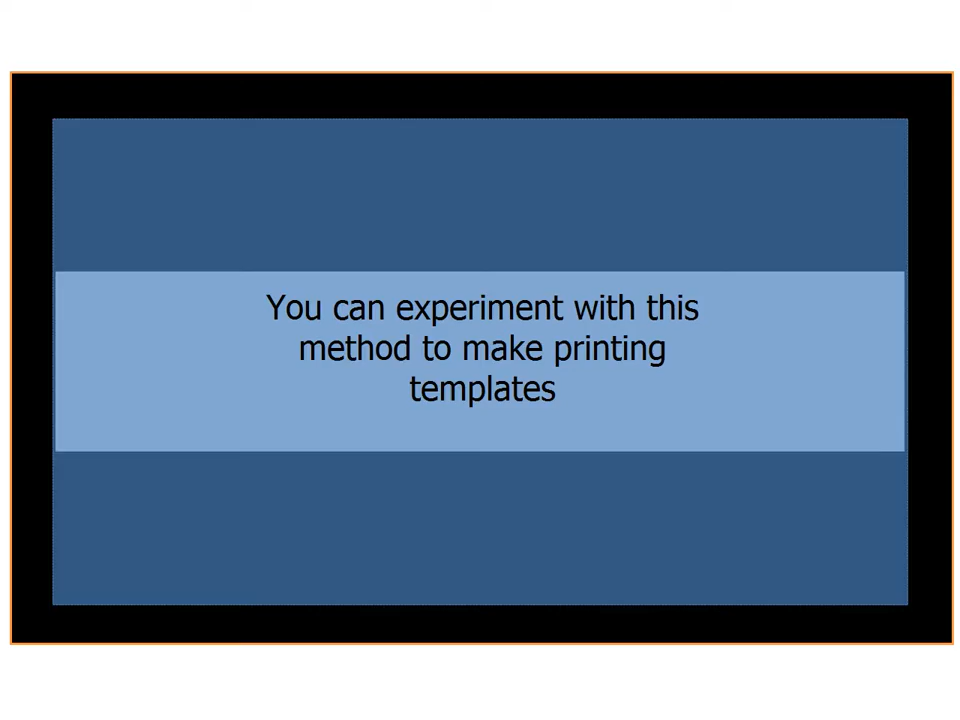 You can experiment with this
method to make printing
templates